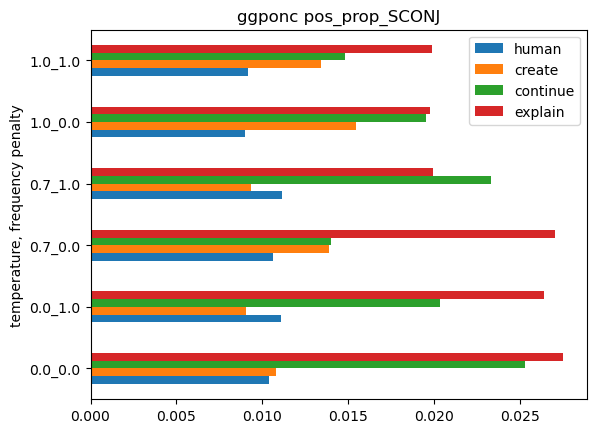 ggponc pos_prop_SCONJ
human
create
continue
explain
temperature, frequency penalty
1.0_1.0
1.0_0.0
0.7_1.0
0.7_0.0
0.0_1.0
0.0_0.0
0.000 0.005 0.010 0.015 0.020 0.025